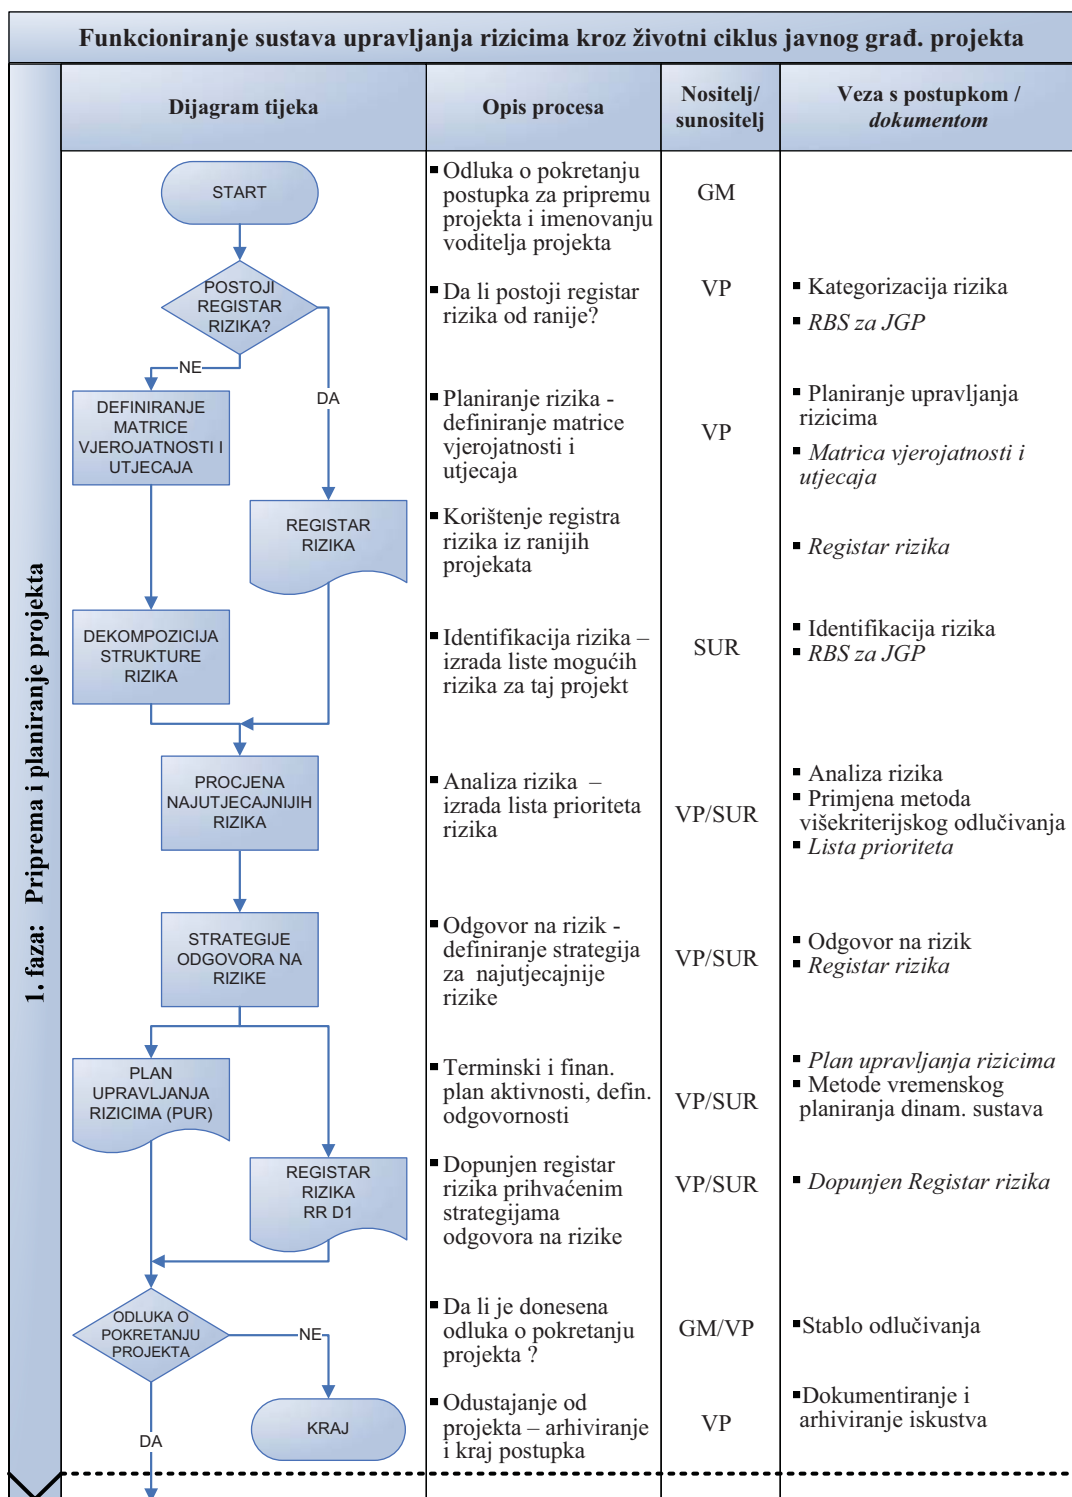 Funkcioniranje sustava upravljanja rizicima kroz životni ciklus javnog građ. projekta
1. faza: Priprema i planiranje projekta
Dijagram tijeka
Opis procesa
Nositelj/
sunositelj
Veza s postupkom /
dokumentom
START
▪ Odluka o pokretanju
postupka za pripremu
projekta i imenovanju
voditelja projekta
GM
POSTOJI
REGISTAR
RIZIKA?
▪ Da li postoji registar
rizika od ranije?
VP
▪ Kategorizacija rizika
▪ RBS za JGP
NE
DA
DEFINIRANJE
MATRICE
VJEROJATNOSTI I
UTJECAJA
▪ Planiranje rizika -
definiranje matrice
vjerojatnosti i
utjecaja
VP
▪ Planiranje upravljanja
rizicima
▪ Matrica vjerojatnosti i
utjecaja
REGISTAR
RIZIKA
▪ Korištenje registra
rizika iz ranijih
projekata
▪ Registar rizika
DEKOMPOZICIJA
STRUKTURE
RIZIKA
▪ Identifikacija rizika –
izrada liste mogućih
rizika za taj projekt
SUR
▪ Identifikacija rizika
▪ RBS za JGP
PROCJENA
NAJUTJECAJNIJIH
RIZIKA
▪ Analiza rizika –
izrada lista prioriteta
rizika
VP/SUR
▪ Analiza rizika
▪ Primjena metoda
višekriterijskog odlučivanja
▪ Lista prioriteta
STRATEGIJE
ODGOVORA NA
RIZIKE
▪ Odgovor na rizik -
definiranje strategija
za najutjecajnije
rizike
VP/SUR
▪ Odgovor na rizik
▪ Registar rizika
PLAN
UPRAVLJANJA
RIZICIMA (PUR)
▪ Terminski i finan.
plan aktivnosti, defin.
odgovornosti
VP/SUR
▪ Plan upravljanja rizicima
▪ Metode vremenskog
planiranja dinam. sustava
REGISTAR
RIZIKA
RR D1
▪ Dopunjen registar
rizika prihvaćenim
strategijama
odgovora na rizike
VP/SUR
▪ Dopunjen Registar rizika
ODLUKA O
POKRETANJU
PROJEKTA
NE
▪ Da li je donesena
odluka o pokretanju
projekta ?
GM/VP
▪Stablo odlučivanja
KRAJ
DA
▪ Odustajanje od
projekta – arhiviranje
i kraj postupka
VP
▪Dokumentiranje i
arhiviranje iskustva